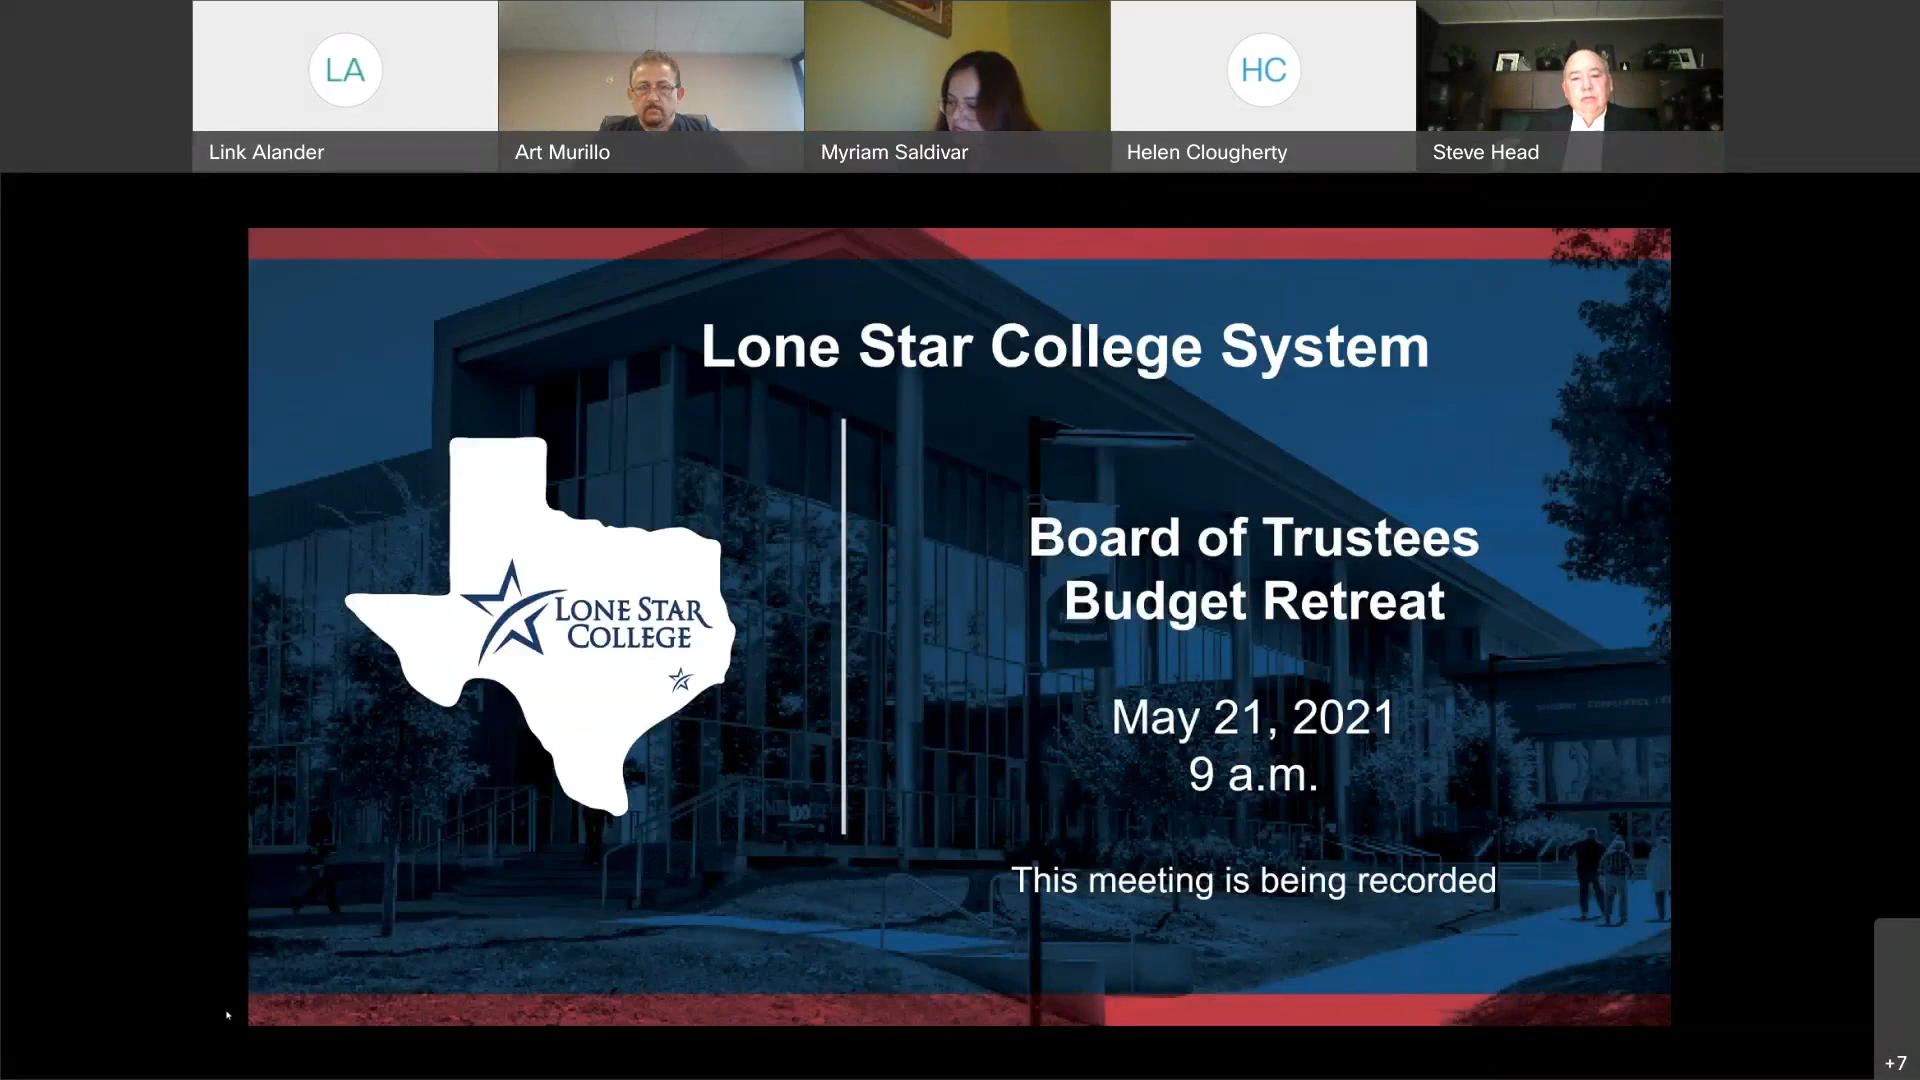 LA
HC
Link Alander
Art Murillo
Myriam Saldivar
Helen Clougherty
Steve Head
Lone Star College System
LONE STAR
COLLEGE
Board of Trustees
Budget Retreat
May 21, 2021
9 a.m.
This meeting is being recorded
+7